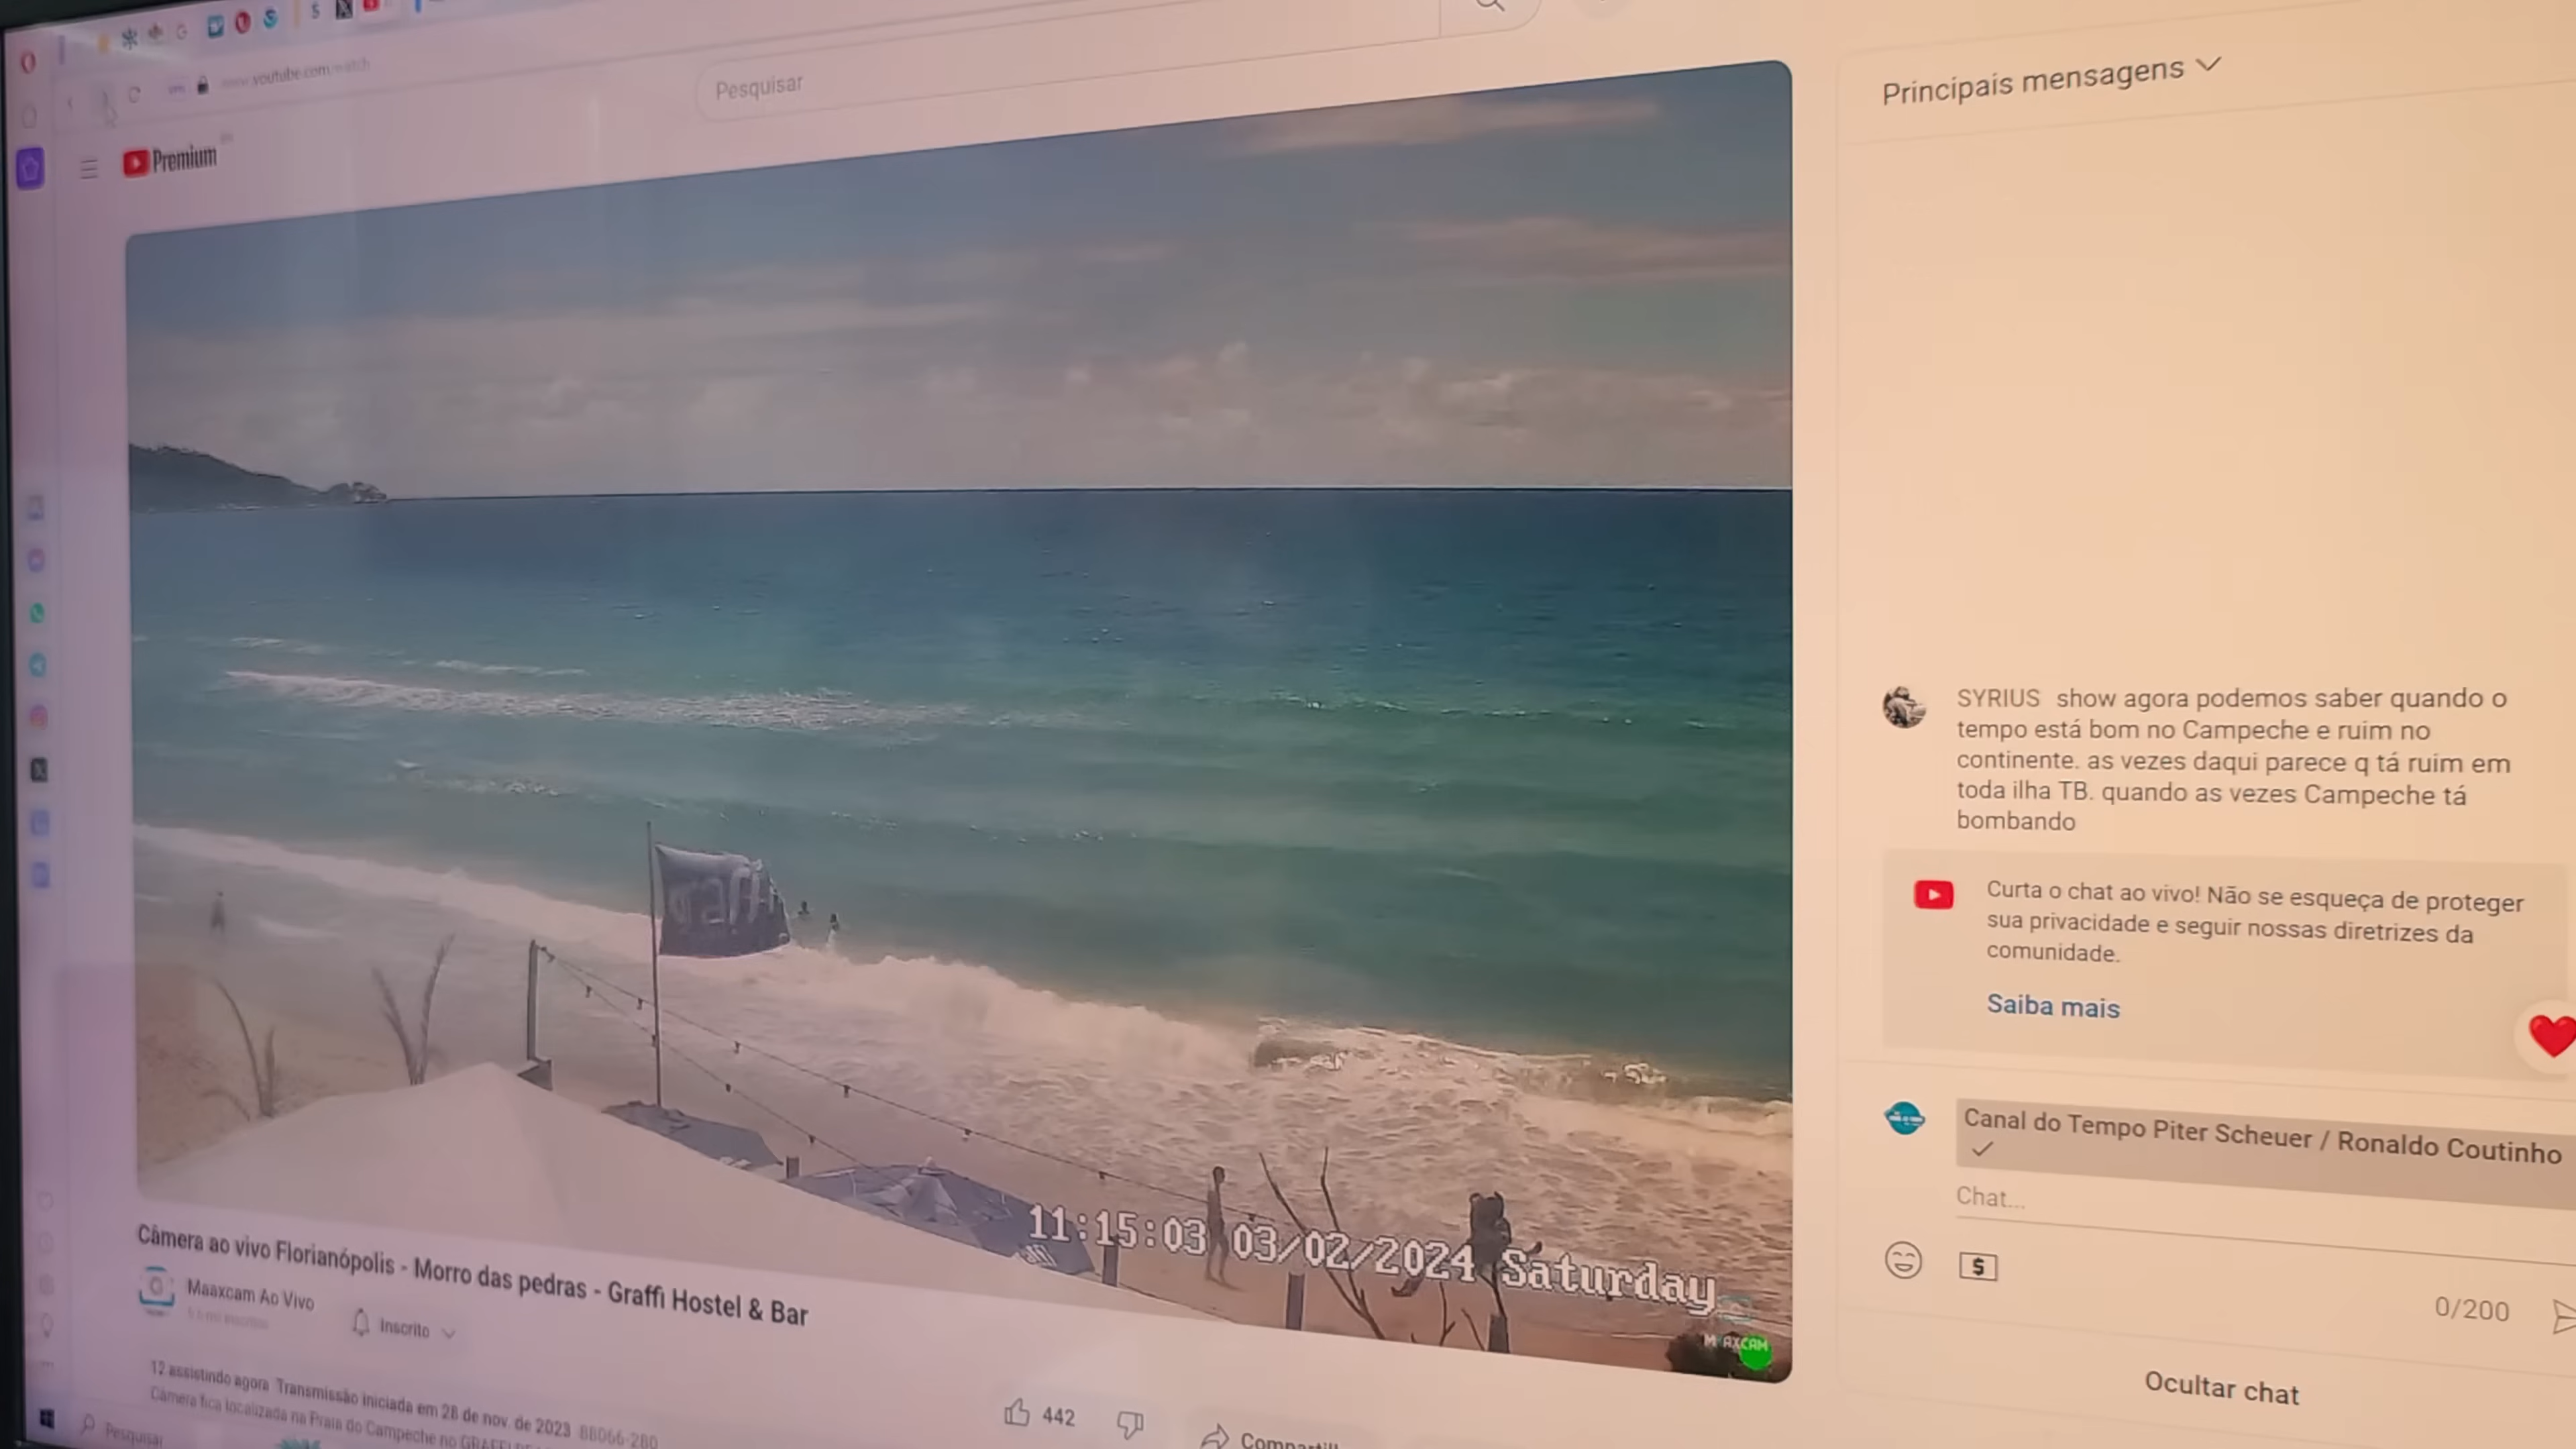 www.youtube.com/watch
Pesquisar
Premium
Principais mensagens
SYRIUS show agora podemos saber quando o
tempo está bom no Campeche e ruim no
continente. as vezes daqui parece q tá ruim em
toda ilha TB. quando as vezes Campeche tá
bombando
Curta o chat ao vivo! Não se esqueça de proteger
sua privacidade e seguir nossas diretrizes da
comunidade.
Saiba mais
Canal do Tempo Piter Scheuer / Ronaldo Coutinho
Chat...
0/200
Ocultar chat
11:15:03 03/02/2024 Saturday
MAAXCAM
Câmera ao vivo Florianópolis - Morro das pedras - Graffi Hostel & Bar
Maaxcam Ao Vivo
Inscrito
442
12 assistindo agora Transmissão iniciada em 28 de nov. de 2023 88066-280
Câmera fica localizada na Praia do Campeche no
Pesquisar